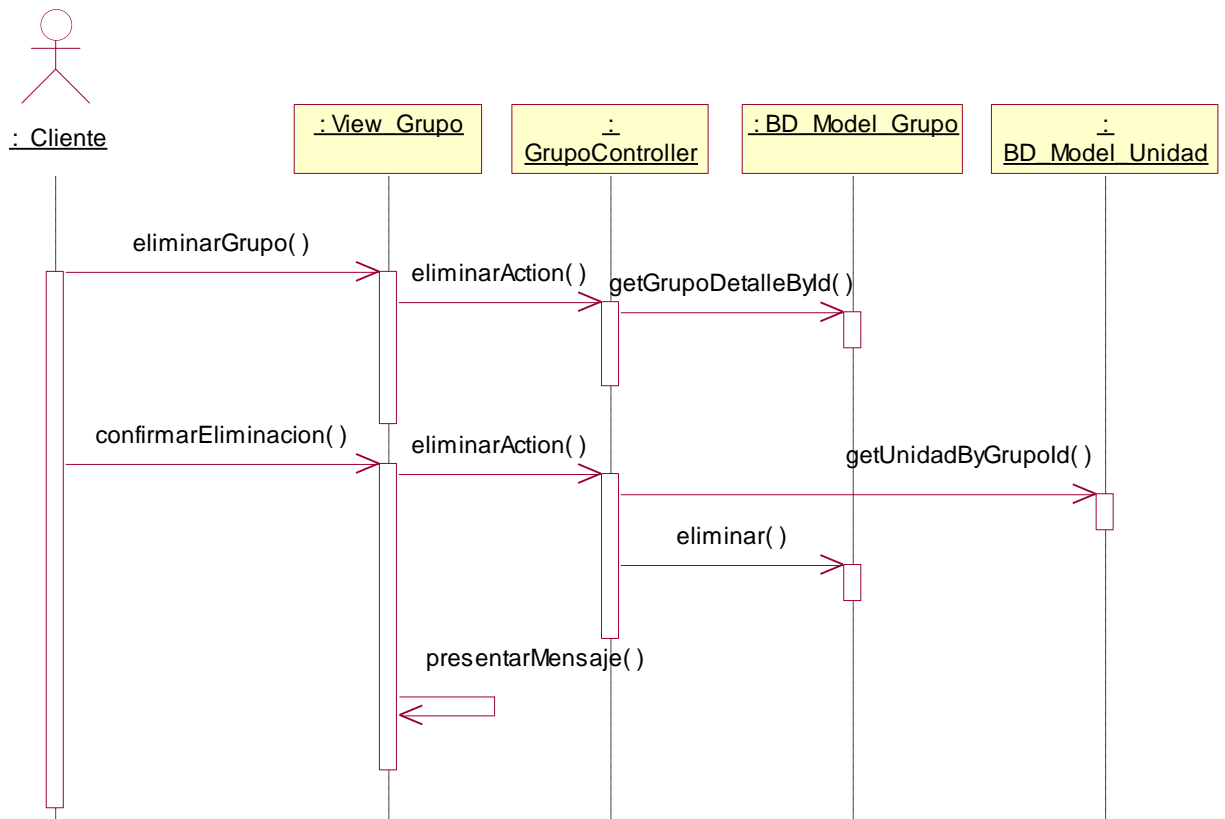 : Cliente
: View_Grupo
:
GrupoController
: BD_Model_Grupo
:
BD_Model_Unidad
eliminarGrupo( )
eliminarAction( )
getGrupoDetalleById( )
confirmarEliminacion( )
eliminarAction( )
getUnidadByGrupoId( )
eliminar( )
presentarMensaje( )